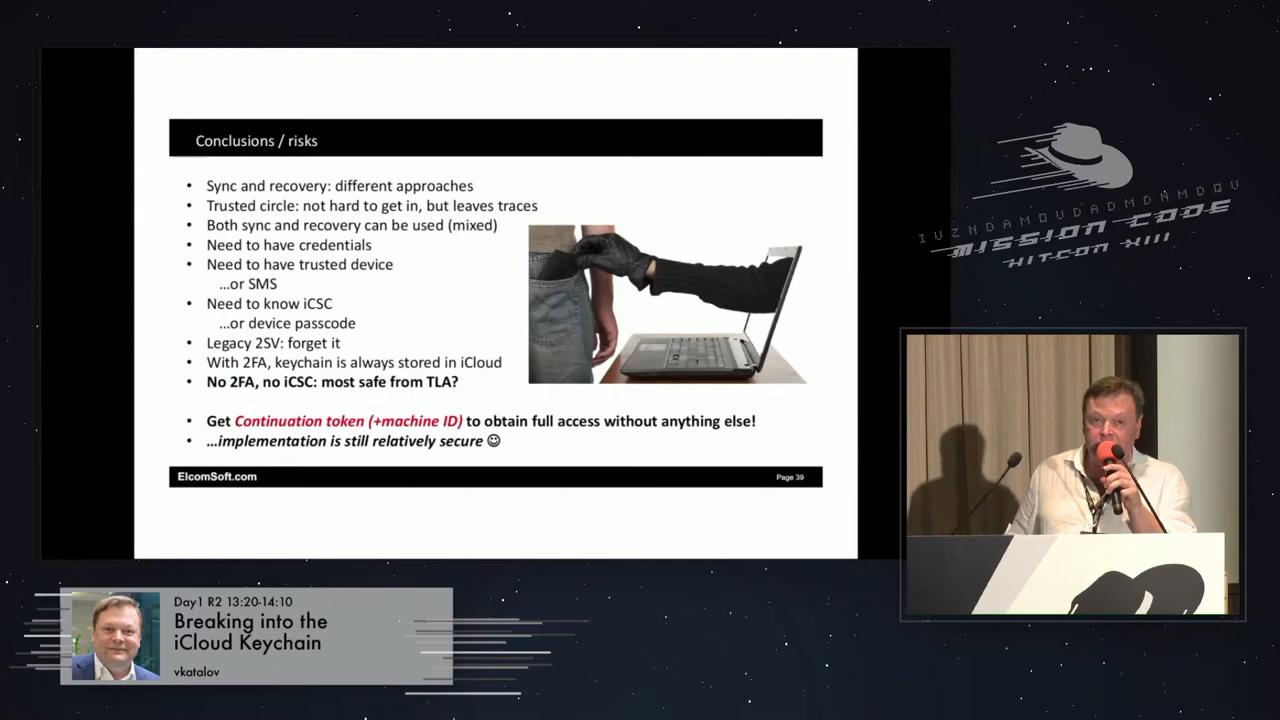 Conclusions / risks
• Sync and recovery: different approaches
• Trusted circle: not hard to get in, but leaves traces
• Both sync and recovery can be used (mixed)
• Need to have credentials
• Need to have trusted device
…or SMS
• Need to know iCSC
…or device passcode
• Legacy 2SV: forget it
• With 2FA, keychain is always stored in iCloud
• No 2FA, no iCSC: most safe from TLA?
• Get Continuation token (+machine ID) to obtain full access without anything else!
• …implementation is still relatively secure ☺
ElcomSoft.com
Page 39
MISSION CODE
HITCON XIII
Day1 R2 13:20-14:10
Breaking into the
iCloud Keychain
vkatalov